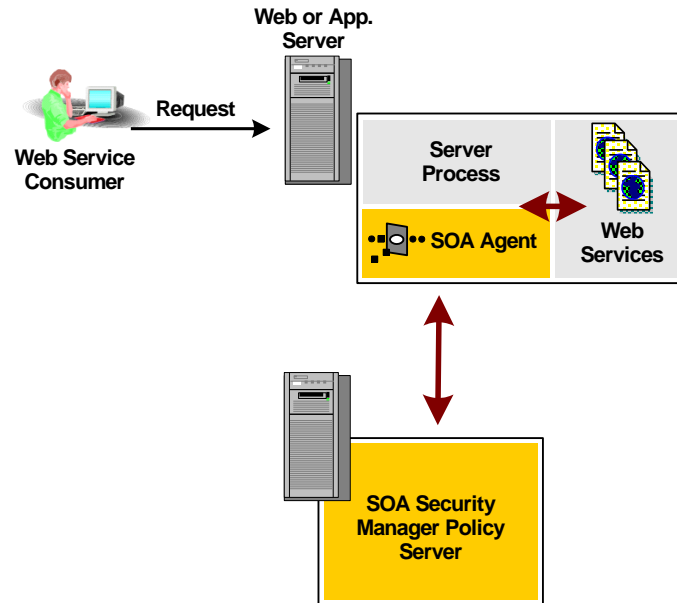 Web or App.
Server
Request
Web Service
Consumer
Server
Process
SOA Agent
Web
Services
SOA Security
Manager Policy
Server